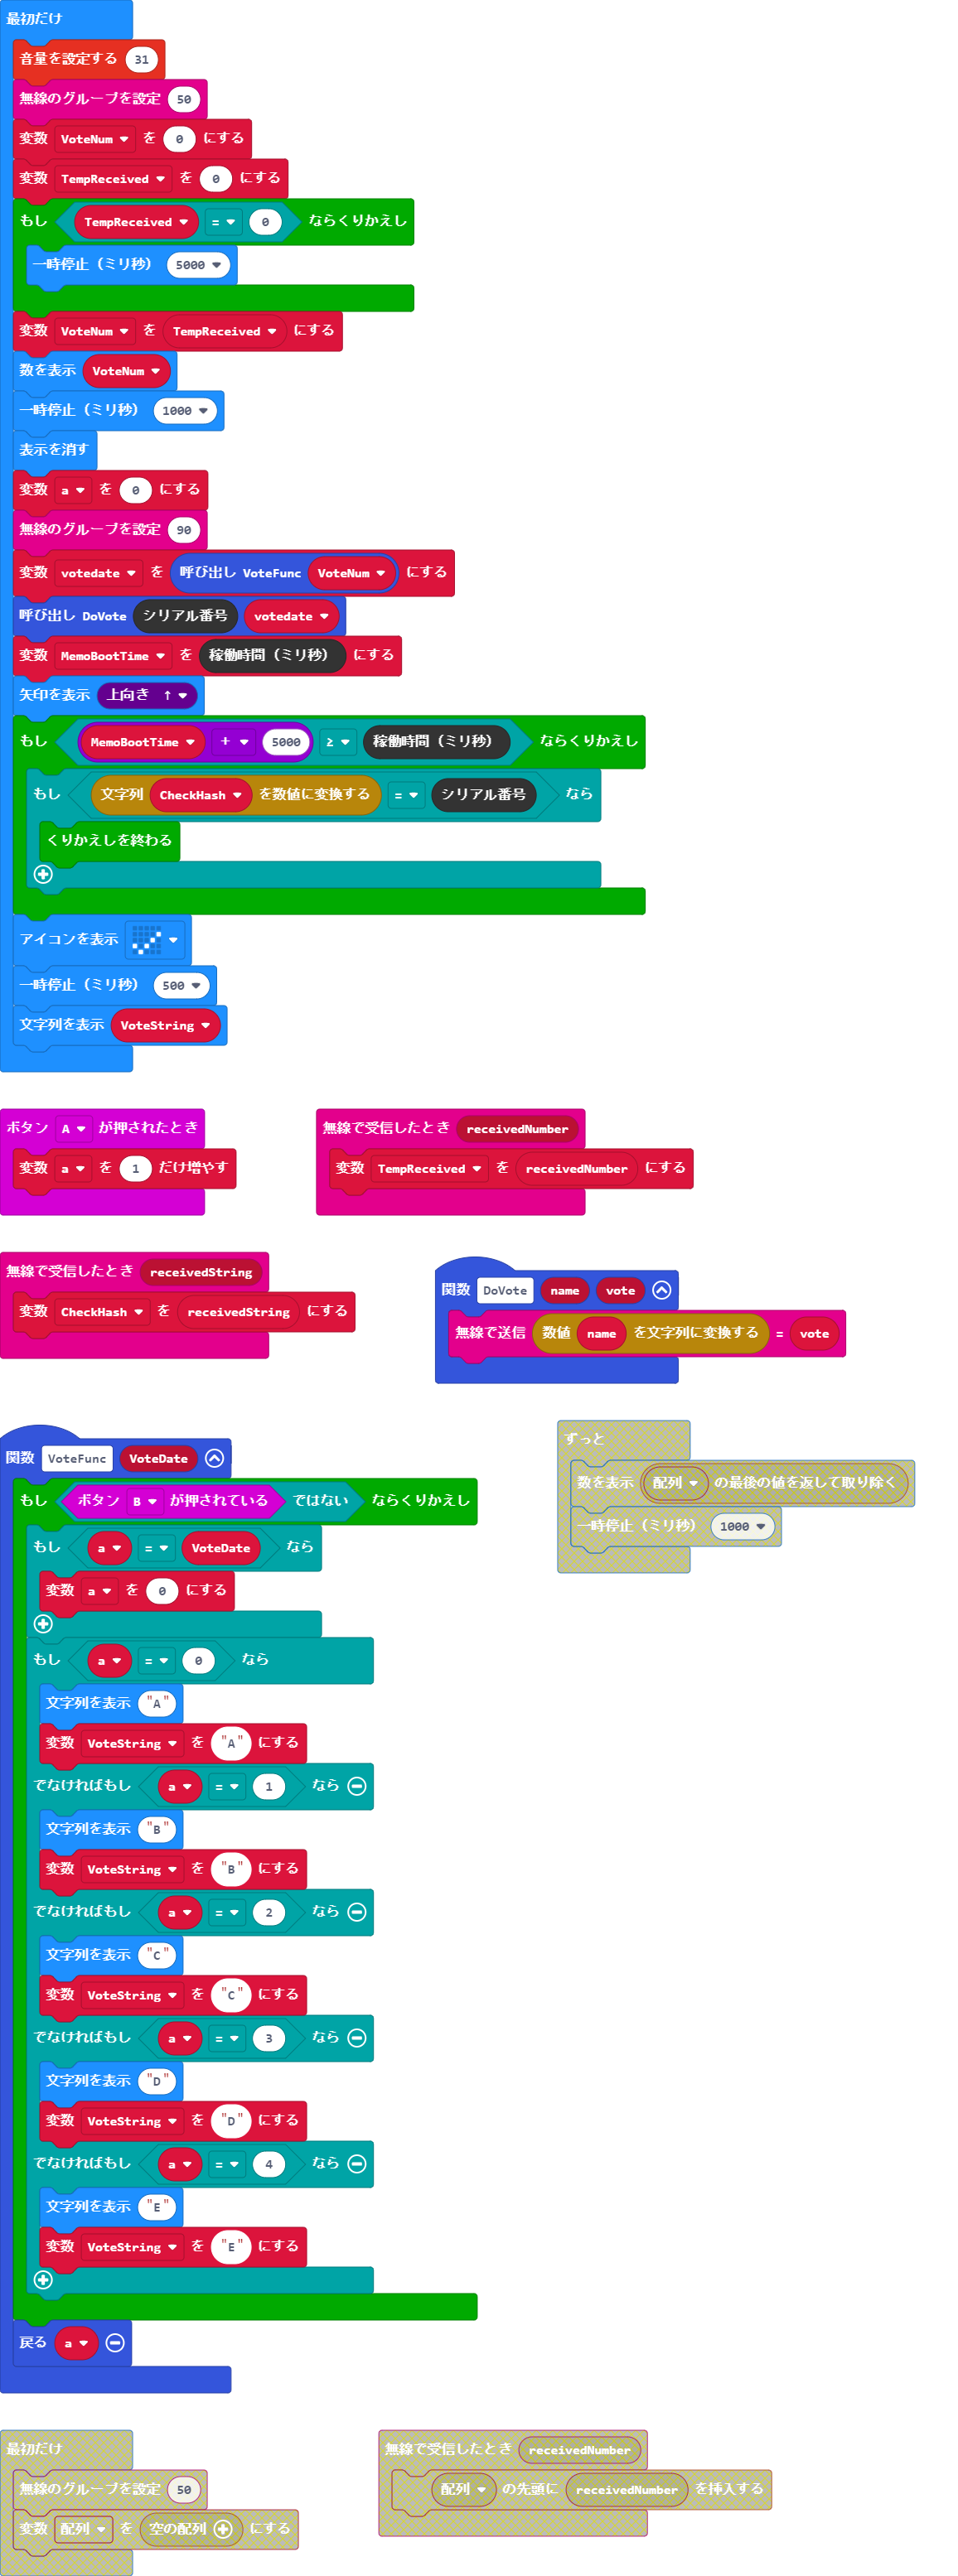 最初だけ
音量を設定する 31
無線のグループを設定 50
変数 VoteNum を 0 にする
変数 TempReceived を 0 にする
もし TempReceived = 0 ならくりかえし
一時停止（ミリ秒） 5000
変数 VoteNum を TempReceived にする
数を表示 VoteNum
一時停止（ミリ秒） 1000
表示を消す
変数 a を 0 にする
無線のグループを設定 90
変数 votedate を 呼び出し VoteFunc VoteNum にする
呼び出し DoVote シリアル番号 votedate
変数 MemoBootTime を 稼働時間（ミリ秒） にする
矢印を表示 上向き ↑
もし MemoBootTime + 5000 ≥ 稼働時間（ミリ秒） ならくりかえし
もし 文字列 CheckHash を数値に変換する = シリアル番号 なら
くりかえしを終わる
アイコンを表示
一時停止（ミリ秒） 500
文字列を表示 VoteString
ボタン A が押されたとき
変数 a を 1 だけ増やす
無線で受信したとき receivedNumber
変数 TempReceived を receivedNumber にする
無線で受信したとき receivedString
変数 CheckHash を receivedString にする
関数 DoVote name vote
無線で送信 数値 name を文字列に変換する = vote
関数 VoteFunc VoteDate
もし ボタン B が押されている ではない ならくりかえし
もし a = VoteDate なら
変数 a を 0 にする
もし a = 0 なら
文字列を表示 "A"
変数 VoteString を "A" にする
でなければもし a = 1 なら
文字列を表示 "B"
変数 VoteString を "B" にする
でなければもし a = 2 なら
文字列を表示 "C"
変数 VoteString を "C" にする
でなければもし a = 3 なら
文字列を表示 "D"
変数 VoteString を "D" にする
でなければもし a = 4 なら
文字列を表示 "E"
変数 VoteString を "E" にする
戻る a
ずっと
数を表示 配列 の最後の値を返して取り除く
一時停止（ミリ秒） 1000
最初だけ
無線のグループを設定 50
変数 配列 を 空の配列 にする
無線で受信したとき receivedNumber
配列 の先頭に receivedNumber を挿入する